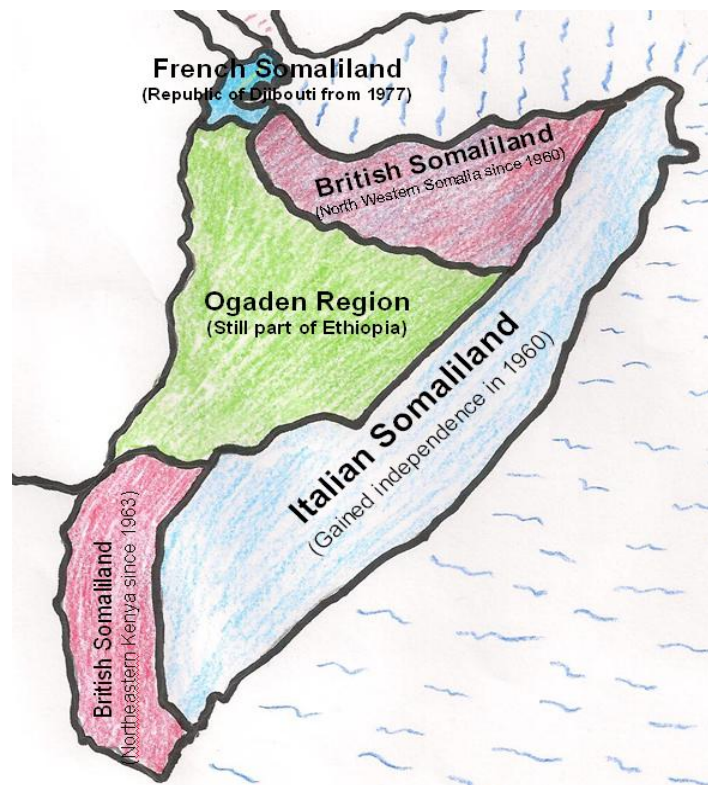 French Somaliland
(Republic of Djibouti from 1977)
British Somaliland
(North Western Somalia since 1960)
Ogaden Region
(Still part of Ethiopia)
Italian Somaliland
(Gained independence in 1960)
British Somaliland
(Northeastern Kenya since 1963)